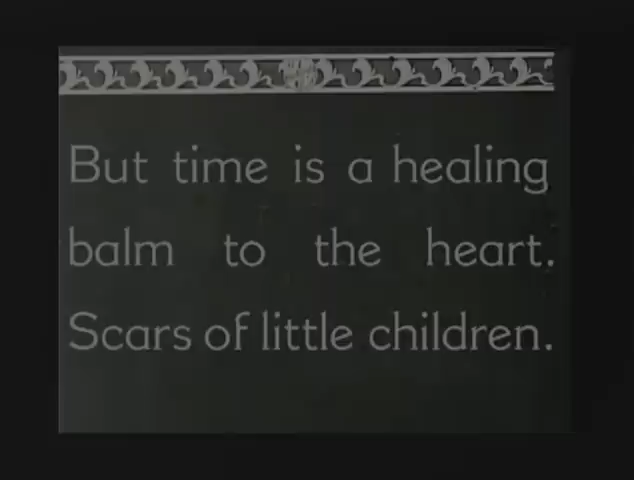 But time is a healing
balm to the heart.
Scars of little children.